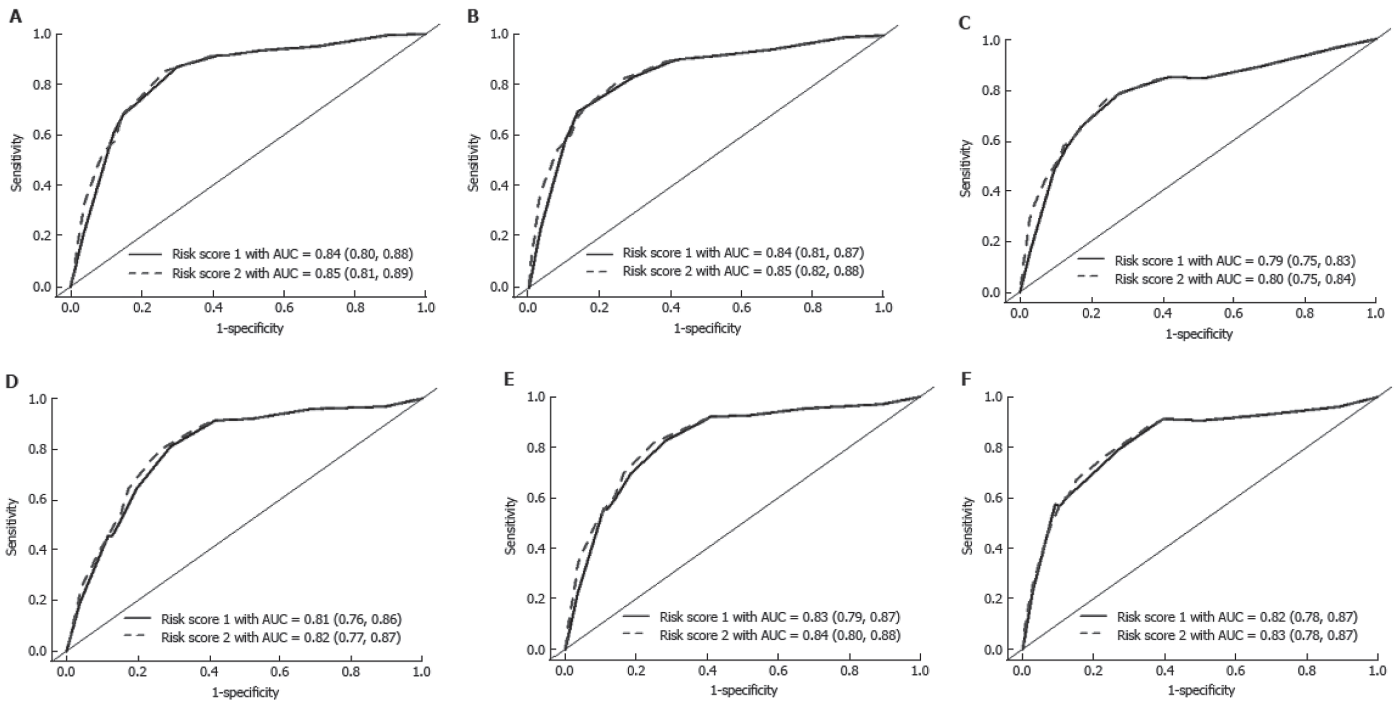 A
1.0
0.8
0.6
0.4
0.2
0.0
Sensitivity
Risk score 1 with AUC = 0.84 (0.80, 0.88)
Risk score 2 with AUC = 0.85 (0.81, 0.89)
0.0 0.2 0.4 0.6 0.8 1.0
1-specificity
B
1.0
0.8
0.6
0.4
0.2
0.0
Sensitivity
Risk score 1 with AUC = 0.84 (0.81, 0.87)
Risk score 2 with AUC = 0.85 (0.82, 0.88)
0.0 0.2 0.4 0.6 0.8 1.0
1-specificity
C
1.0
0.8
0.6
0.4
0.2
0.0
Sensitivity
Risk score 1 with AUC = 0.79 (0.75, 0.83)
Risk score 2 with AUC = 0.80 (0.75, 0.84)
0.0 0.2 0.4 0.6 0.8 1.0
1-specificity
D
1.0
0.8
0.6
0.4
0.2
0.0
Sensitivity
Risk score 1 with AUC = 0.81 (0.76, 0.86)
Risk score 2 with AUC = 0.82 (0.77, 0.87)
0.0 0.2 0.4 0.6 0.8 1.0
1-specificity
E
1.0
0.8
0.6
0.4
0.2
0.0
Sensitivity
Risk score 1 with AUC = 0.83 (0.79, 0.87)
Risk score 2 with AUC = 0.84 (0.80, 0.88)
0.0 0.2 0.4 0.6 0.8 1.0
1-specificity
F
1.0
0.8
0.6
0.4
0.2
0.0
Sensitivity
Risk score 1 with AUC = 0.82 (0.78, 0.87)
Risk score 2 with AUC = 0.83 (0.78, 0.87)
0.0 0.2 0.4 0.6 0.8 1.0
1-specificity